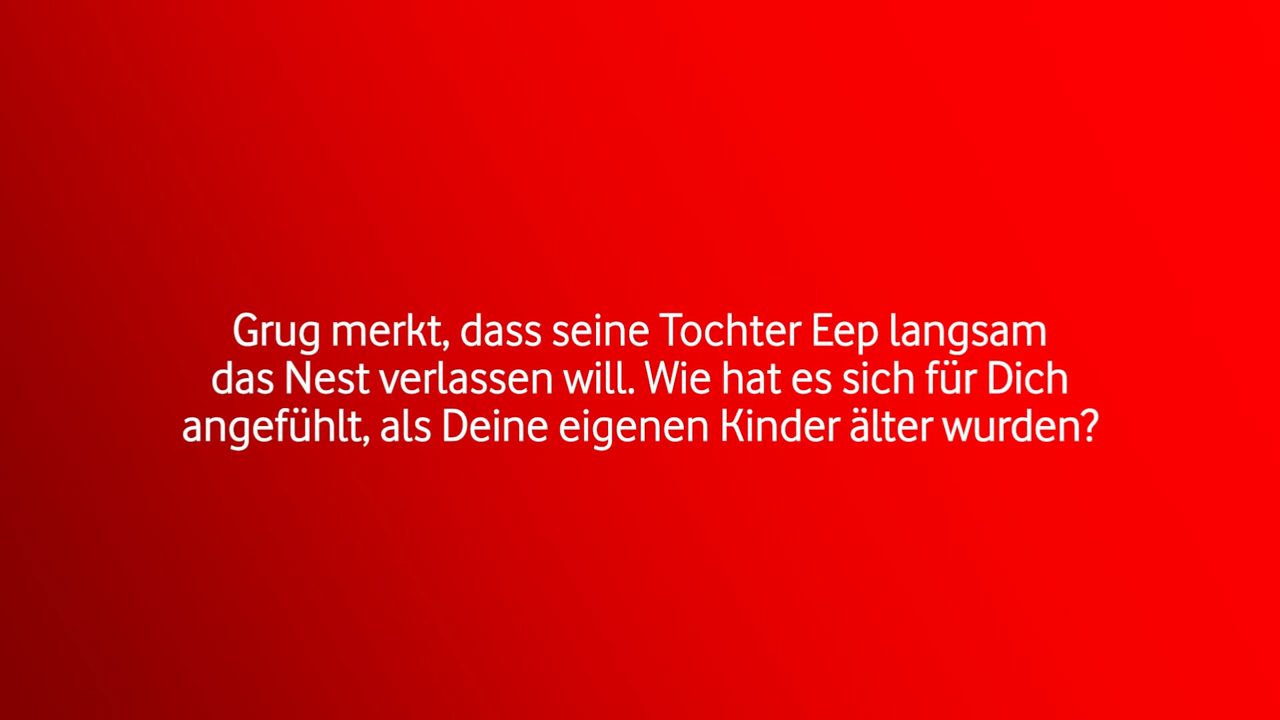 Grug merkt, dass seine Tochter Eep langsam
das Nest verlassen will. Wie hat es sich für Dich
angefühlt, als Deine eigenen Kinder älter wurden?